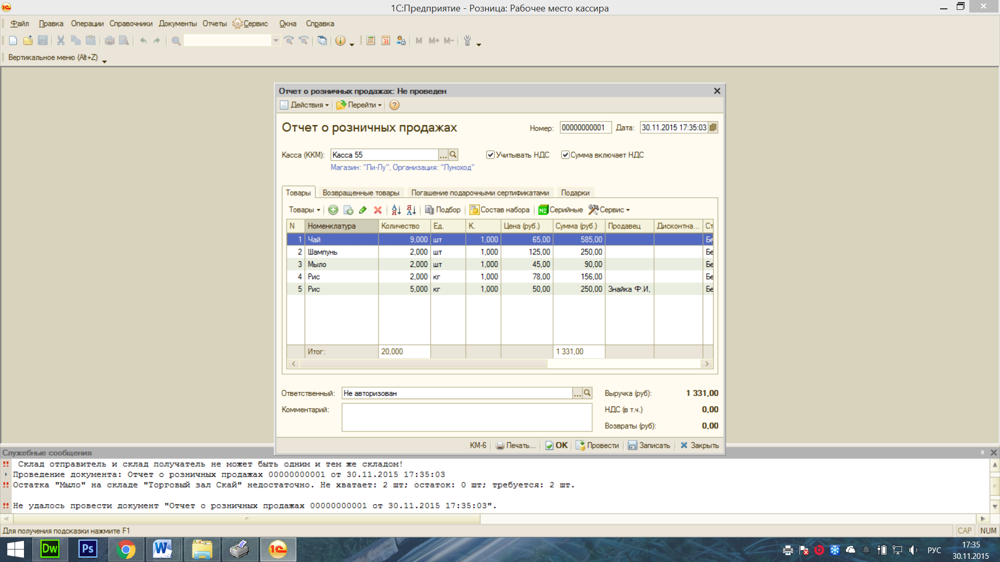 1С:Предприятие - Розница: Рабочее место кассира
Файл Правка Операции Справочники Документы Отчеты Сервис Окна Справка
31 M M+ M-
Вертикальное меню (Alt+Z)
Отчет о розничных продажах: Не проведен
Действия Перейти ?
Отчет о розничных продажах Номер: 00000000001 Дата: 30.11.2015 17:35:03
Касса (ККМ): Касса 55 ... Учитывать НДС Сумма включает НДС
Магазин: "Ли-Лу", Организация: "Луноход"
Товары Возвращенные товары Погашение подарочными сертификатами Подарки
Товары Подбор Состав набора № Серийные Сервис
N Номенклатура Количество Ед. К. Цена (руб.) Сумма (руб.) Продавец Дисконтна... Ст
1 Чай 9,000 шт 1,000 65,00 585,00 Бе
2 Шампунь 2,000 шт 1,000 125,00 250,00 Бе
3 Мыло 2,000 шт 1,000 45,00 90,00 Бе
4 Рис 2,000 кг 1,000 78,00 156,00 Бе
5 Рис 5,000 кг 1,000 50,00 250,00 Знайка Ф.И. Бе
Итог: 20,000 1 331,00
Ответственный: Не авторизован ... Выручка (руб): 1 331,00
Комментарий: НДС (в т.ч.) 0,00
Возвраты (руб): 0,00
КМ-6 Печать... OK Провести Записать Закрыть
Служебные сообщения
!! Склад отправитель и склад получатель не может быть одним и тем же складом!
Проведение документа: Отчет о розничных продажах 00000000001 от 30.11.2015 17:35:03
!! Остатка "Мыло" на складе "Торговый зал Скай" недостаточно. Не хватает: 2 шт; остаток: 0 шт; требуется: 2 шт.
!! Не удалось провести документ "Отчет о розничных продажах 00000000001 от 30.11.2015 17:35:03".
Для получения подсказки нажмите F1 CAP NUM
Dw Ps W 1С РУС 17:35
30.11.2015